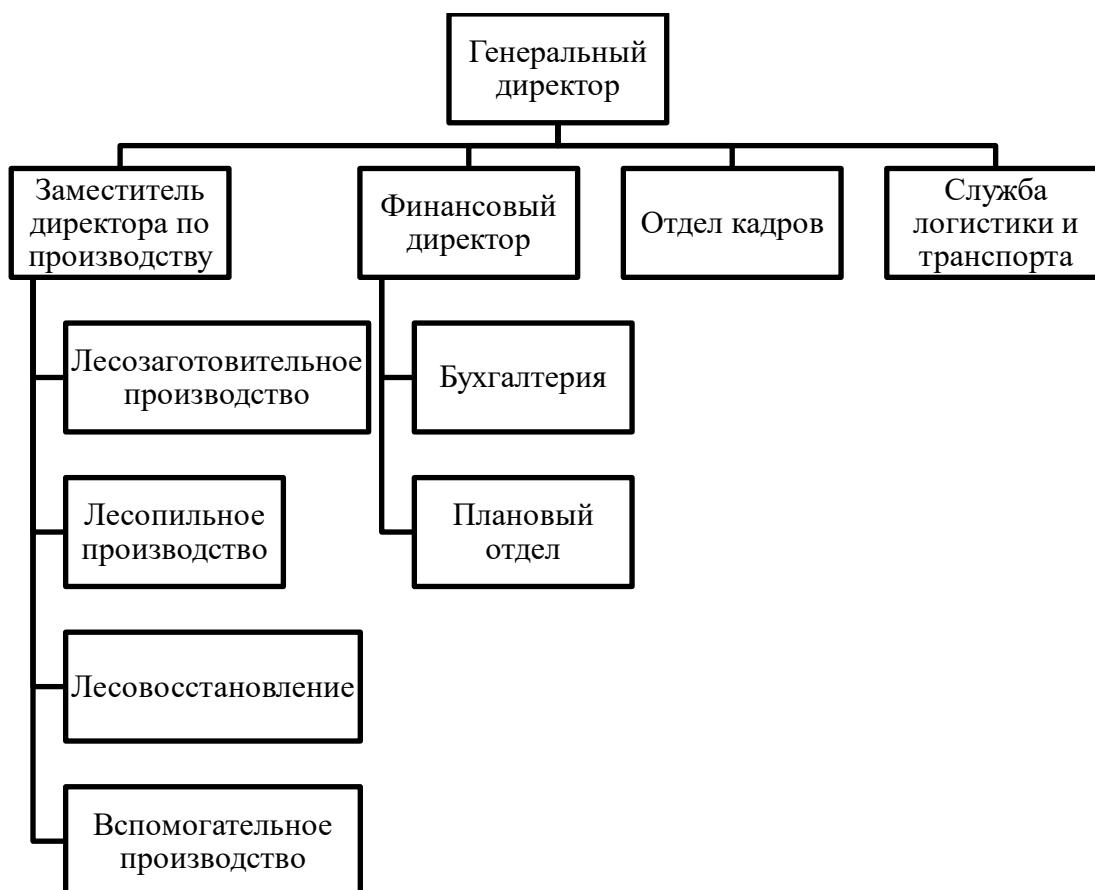 Генеральный
директор
Заместитель
директора по
производству
Финансовый
директор
Отдел кадров
Служба
логистики и
транспорта
Лесозаготовительное
производство
Бухгалтерия
Лесопильное
производство
Плановый
отдел
Лесовосстановление
Вспомогательное
производство